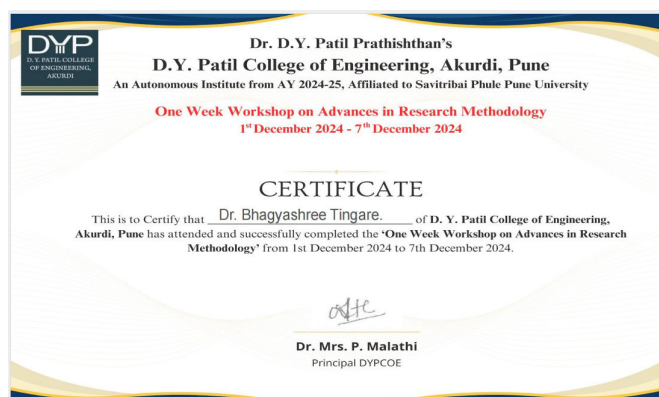 DYP
D. Y. PATIL COLLEGE
OF ENGINEERING,
AKURDI
Dr. D.Y. Patil Prathishthan's
D.Y. Patil College of Engineering, Akurdi, Pune
An Autonomous Institute from AY 2024-25, Affiliated to Savitribai Phule Pune University
One Week Workshop on Advances in Research Methodology
1st December 2024 - 7th December 2024
CERTIFICATE
This is to Certify that Dr. Bhagyashree Tingare. of D. Y. Patil College of Engineering,
Akurdi, Pune has attended and successfully completed the 'One Week Workshop on Advances in Research
Methodology' from 1st December 2024 to 7th December 2024.
Dr. Mrs. P. Malathi
Principal DYPCOE